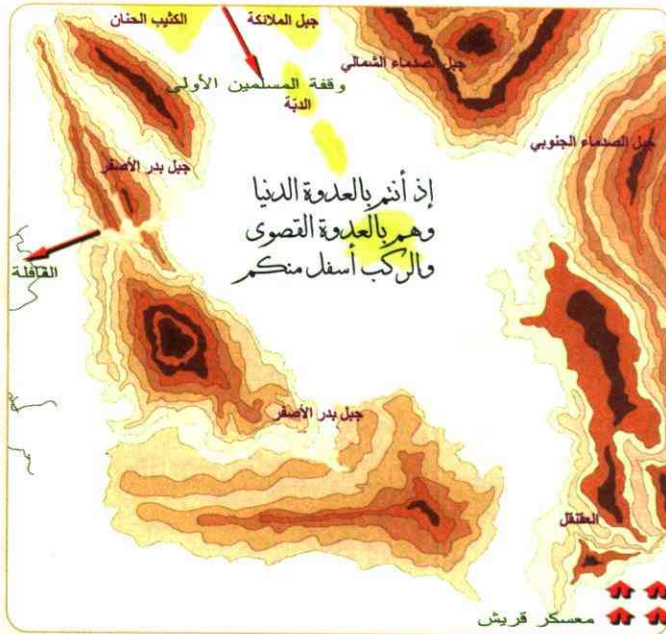 الكثيب الحنان
جبل الملائكة
جبل الصدماء الشمالي
وقفة المسلمين الأولى
الدبّة
جبل الصدماء الجنوبي
جبل بدر الأصفر
إذ أنتم بالعدوة الدنيا
وهم بالعدوة القصوى
والركب أسفل منكم
القافلة
جبل بدر الأصفر
العقنقل
معسكر قريش